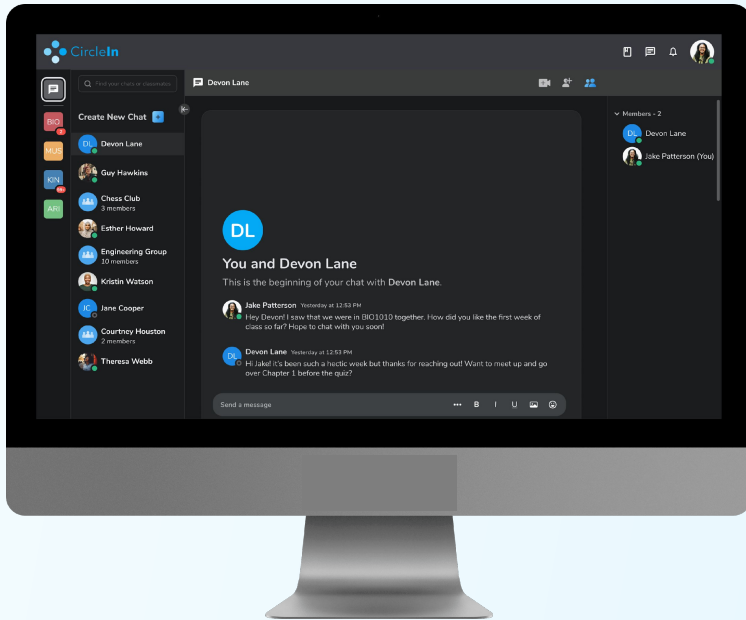 CircleIn
Find your chats or classmates
Devon Lane
BIO
2
MUS
KIN
99+
ARI
Create New Chat +
DL
Devon Lane
Guy Hawkins
Chess Club
3 members
Esther Howard
Engineering Group
10 members
Kristin Watson
JC
Jane Cooper
Courtney Houston
2 members
Theresa Webb
DL
You and Devon Lane
This is the beginning of your chat with Devon Lane.
Jake Patterson Yesterday at 12:53 PM
Hey Devon! I saw that we were in BIO1010 together. How did you like the first week of
class so far? Hope to chat with you soon!
DL
Devon Lane Yesterday at 12:53 PM
Hi Jake! it's been such a hectic week but thanks for reaching out! Want to meet up and go
over Chapter 1 before the quiz?
Send a message
••• B I U
Members - 2
DL
Devon Lane
Jake Patterson (You)